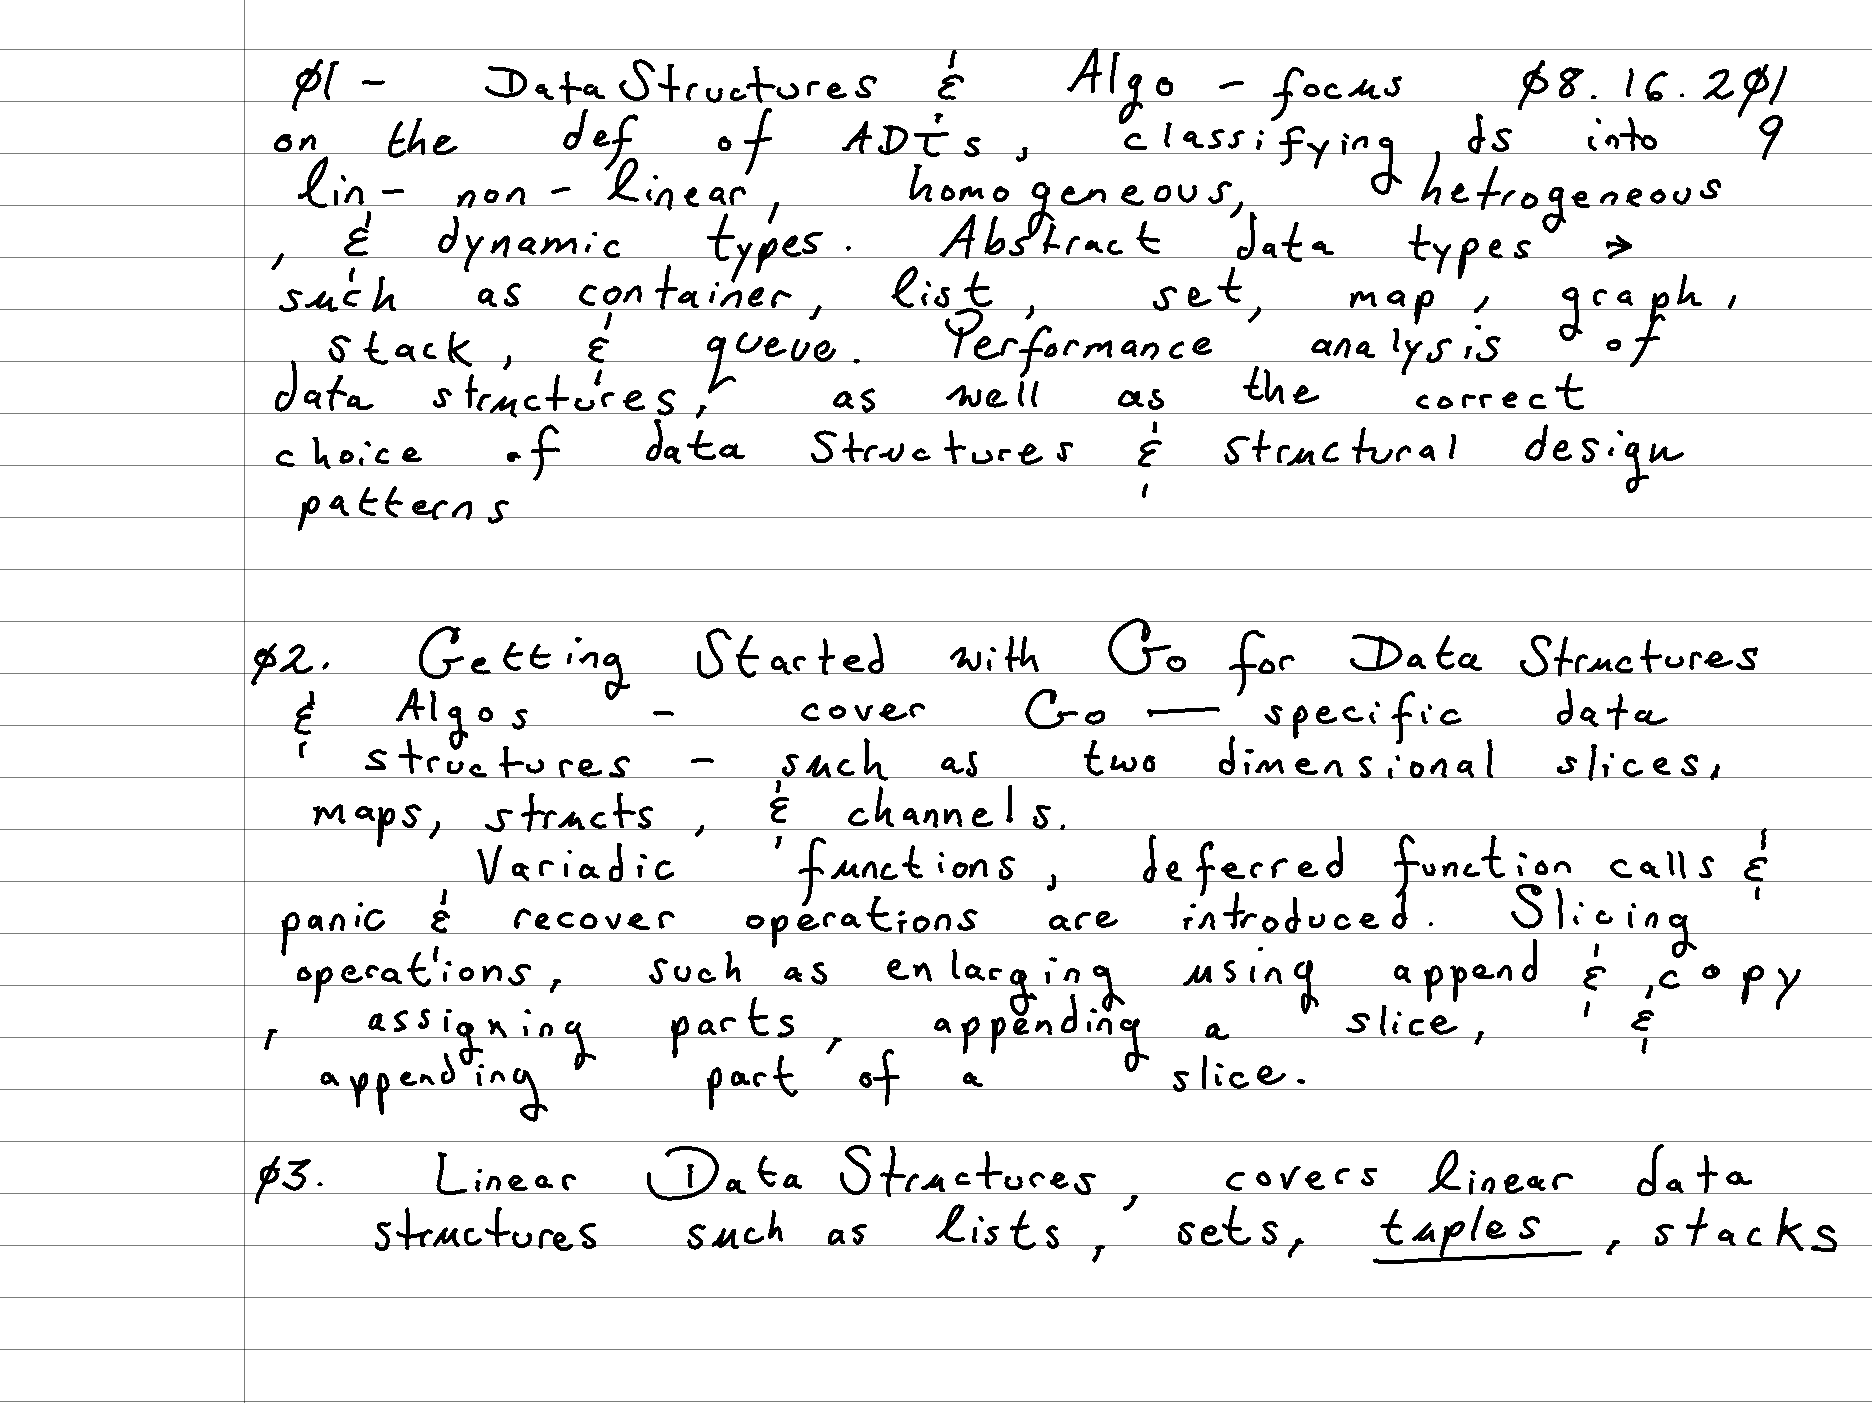 Ø1 - Data Structures & Algo - focus Ø8.16.2Ø1
on the def of ADTs, classifying ds into 9
lin- non-linear, homogeneous, hetrogeneous
, & dynamic types. Abstract data types →
such as container, list, set, map, graph,
stack, & queue. Performance analysis of
data structures, as well as the correct
choice of data Structures & structural design
patterns
Ø2. Getting Started with Go for Data Structures
& Algos - cover Go — specific data
structures - such as two dimensional slices,
maps, structs, & channels.
Variadic functions, deferred function calls &
panic & recover operations are introduced. Slicing
operations, such as enlarging using append & copy
, assigning parts, appending a slice, &
appending part of a slice.
Ø3. Linear Data Structures, covers linear data
structures such as lists, sets, tuples, stacks